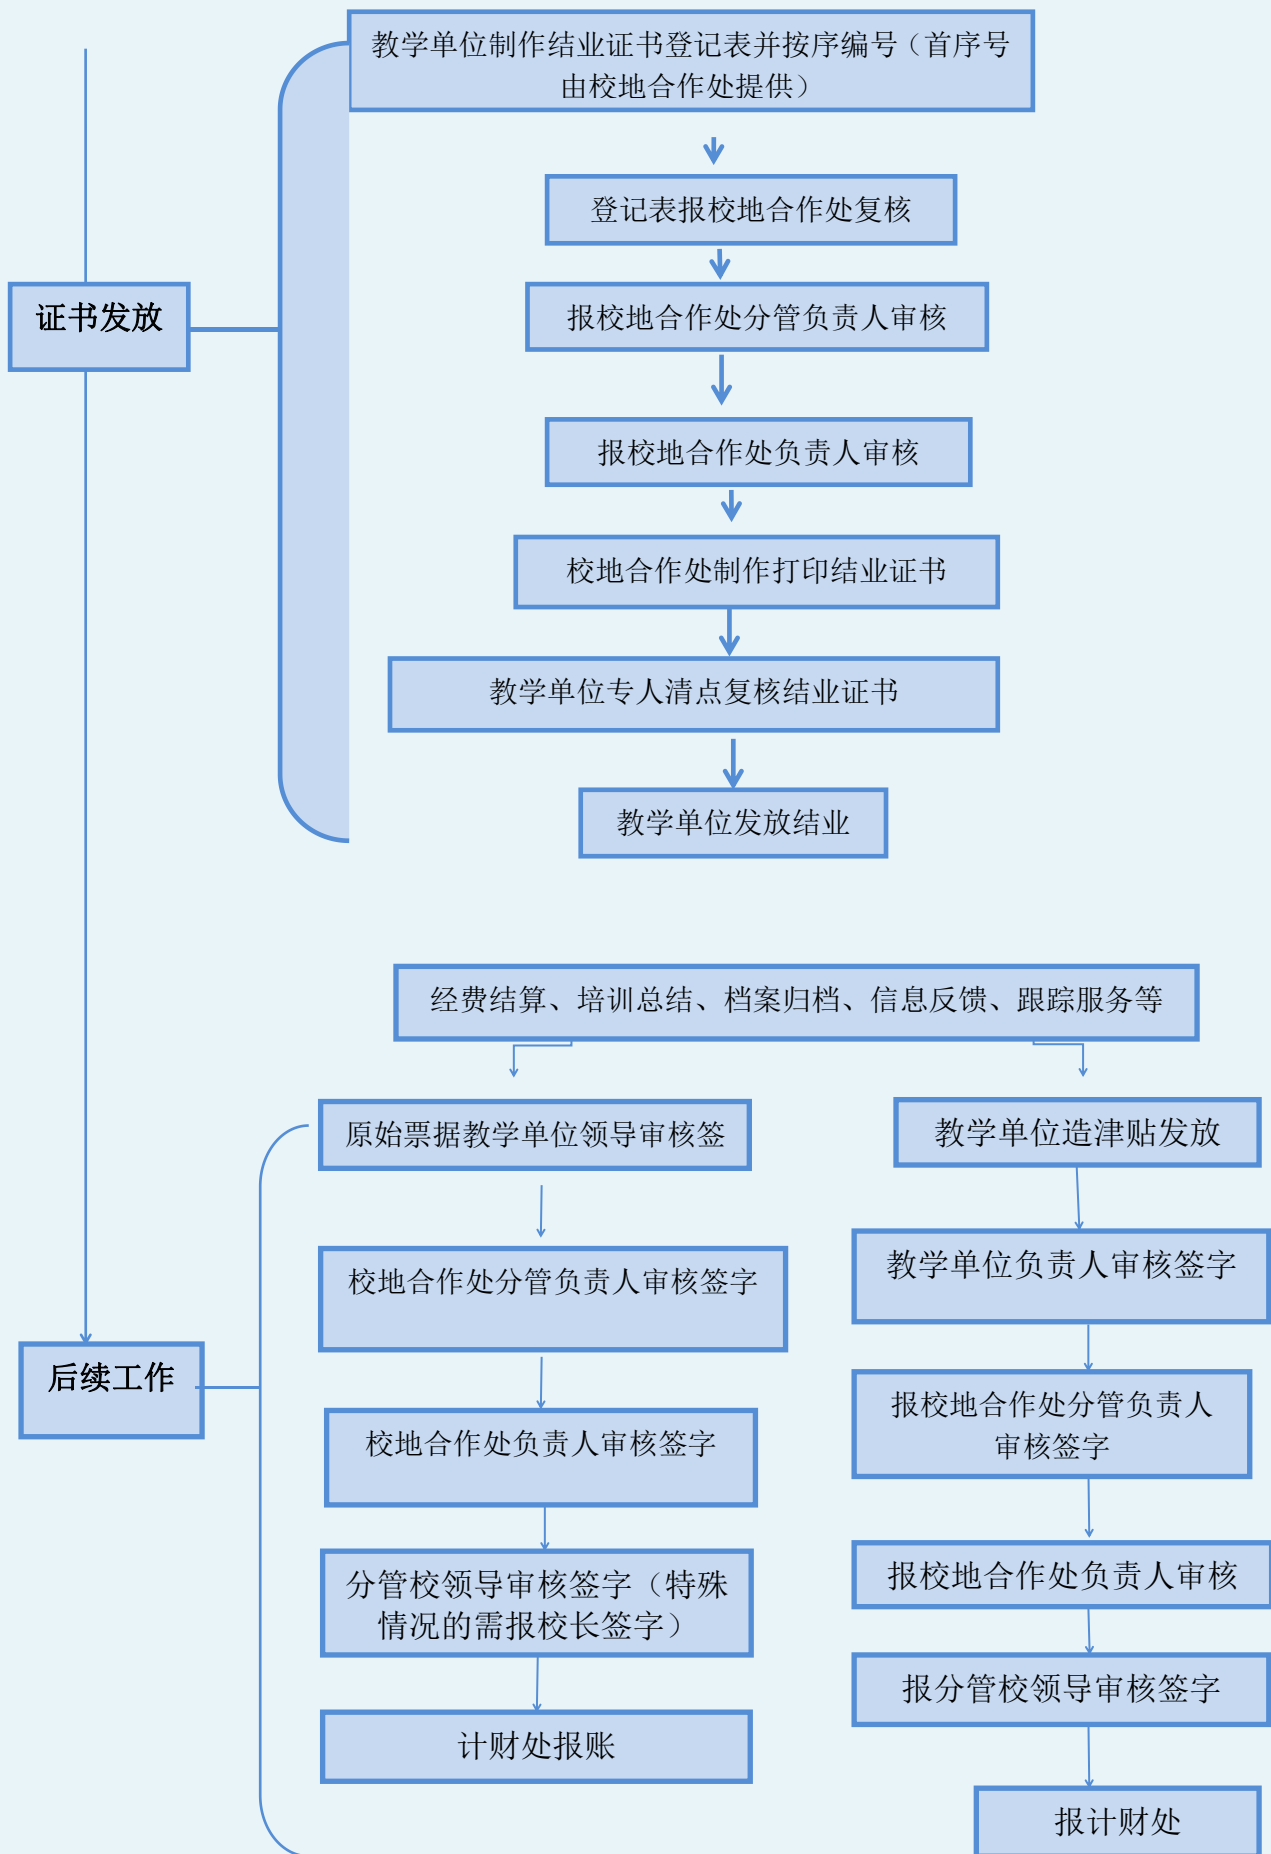 教学单位制作结业证书登记表并按序编号（首序号
由校地合作处提供）
登记表报校地合作处复核
证书发放
报校地合作处分管负责人审核
报校地合作处负责人审核
校地合作处制作打印结业证书
教学单位专人清点复核结业证书
教学单位发放结业
经费结算、培训总结、档案归档、信息反馈、跟踪服务等
原始票据教学单位领导审核签
校地合作处分管负责人审核签字
后续工作
校地合作处负责人审核签字
分管校领导审核签字（特殊
情况的需报校长签字）
计财处报账
教学单位造津贴发放
教学单位负责人审核签字
报校地合作处分管负责人
审核签字
报校地合作处负责人审核
报分管校领导审核签字
报计财处